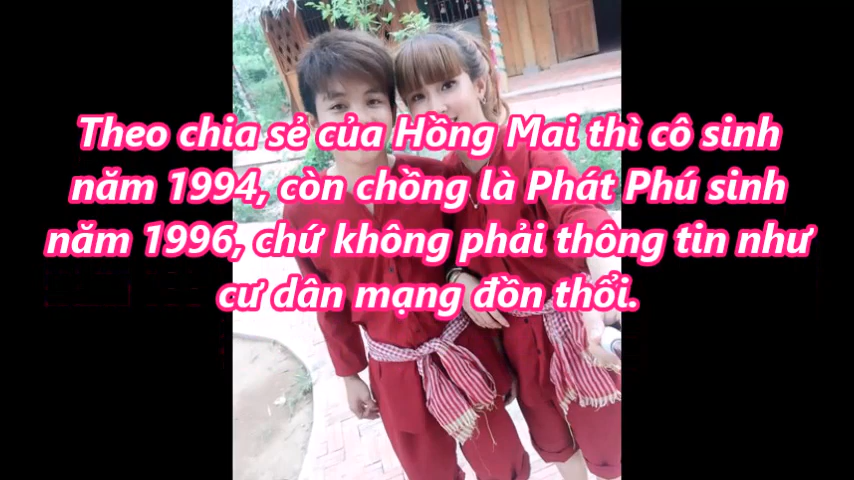 Theo chia sẻ của Hồng Mai thì cô sinh
năm 1994, còn chồng là Phát Phú sinh
năm 1996, chứ không phải thông tin như
cư dân mạng đồn thổi.